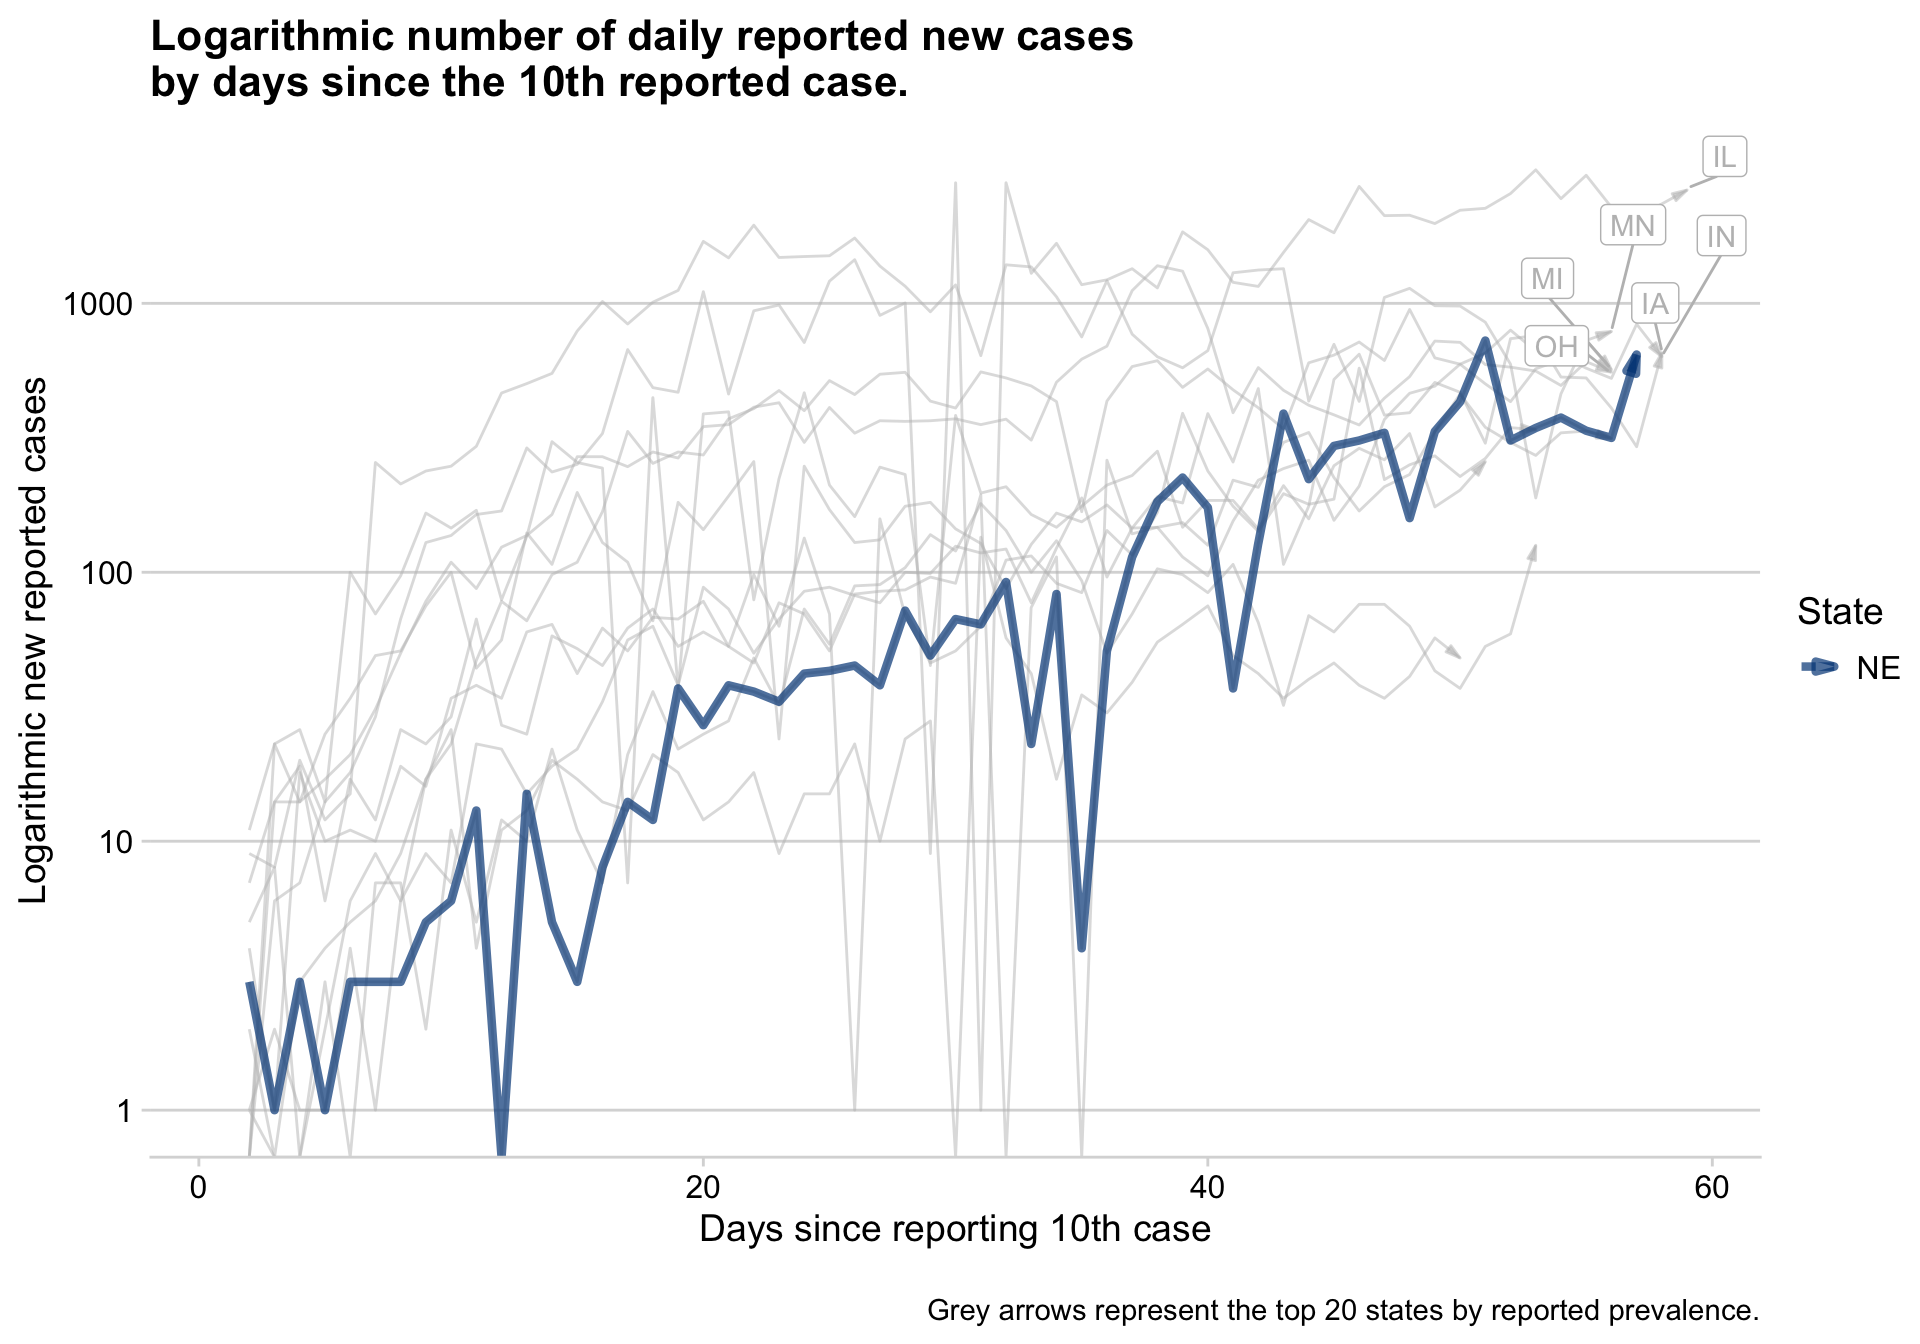 Logarithmic number of daily reported new cases
by days since the 10th reported case.
Logarithmic new reported cases
1000
100
10
1
IL
MN
IN
MI
IA
OH
State
NE
0
20
40
60
Days since reporting 10th case
Grey arrows represent the top 20 states by reported prevalence.